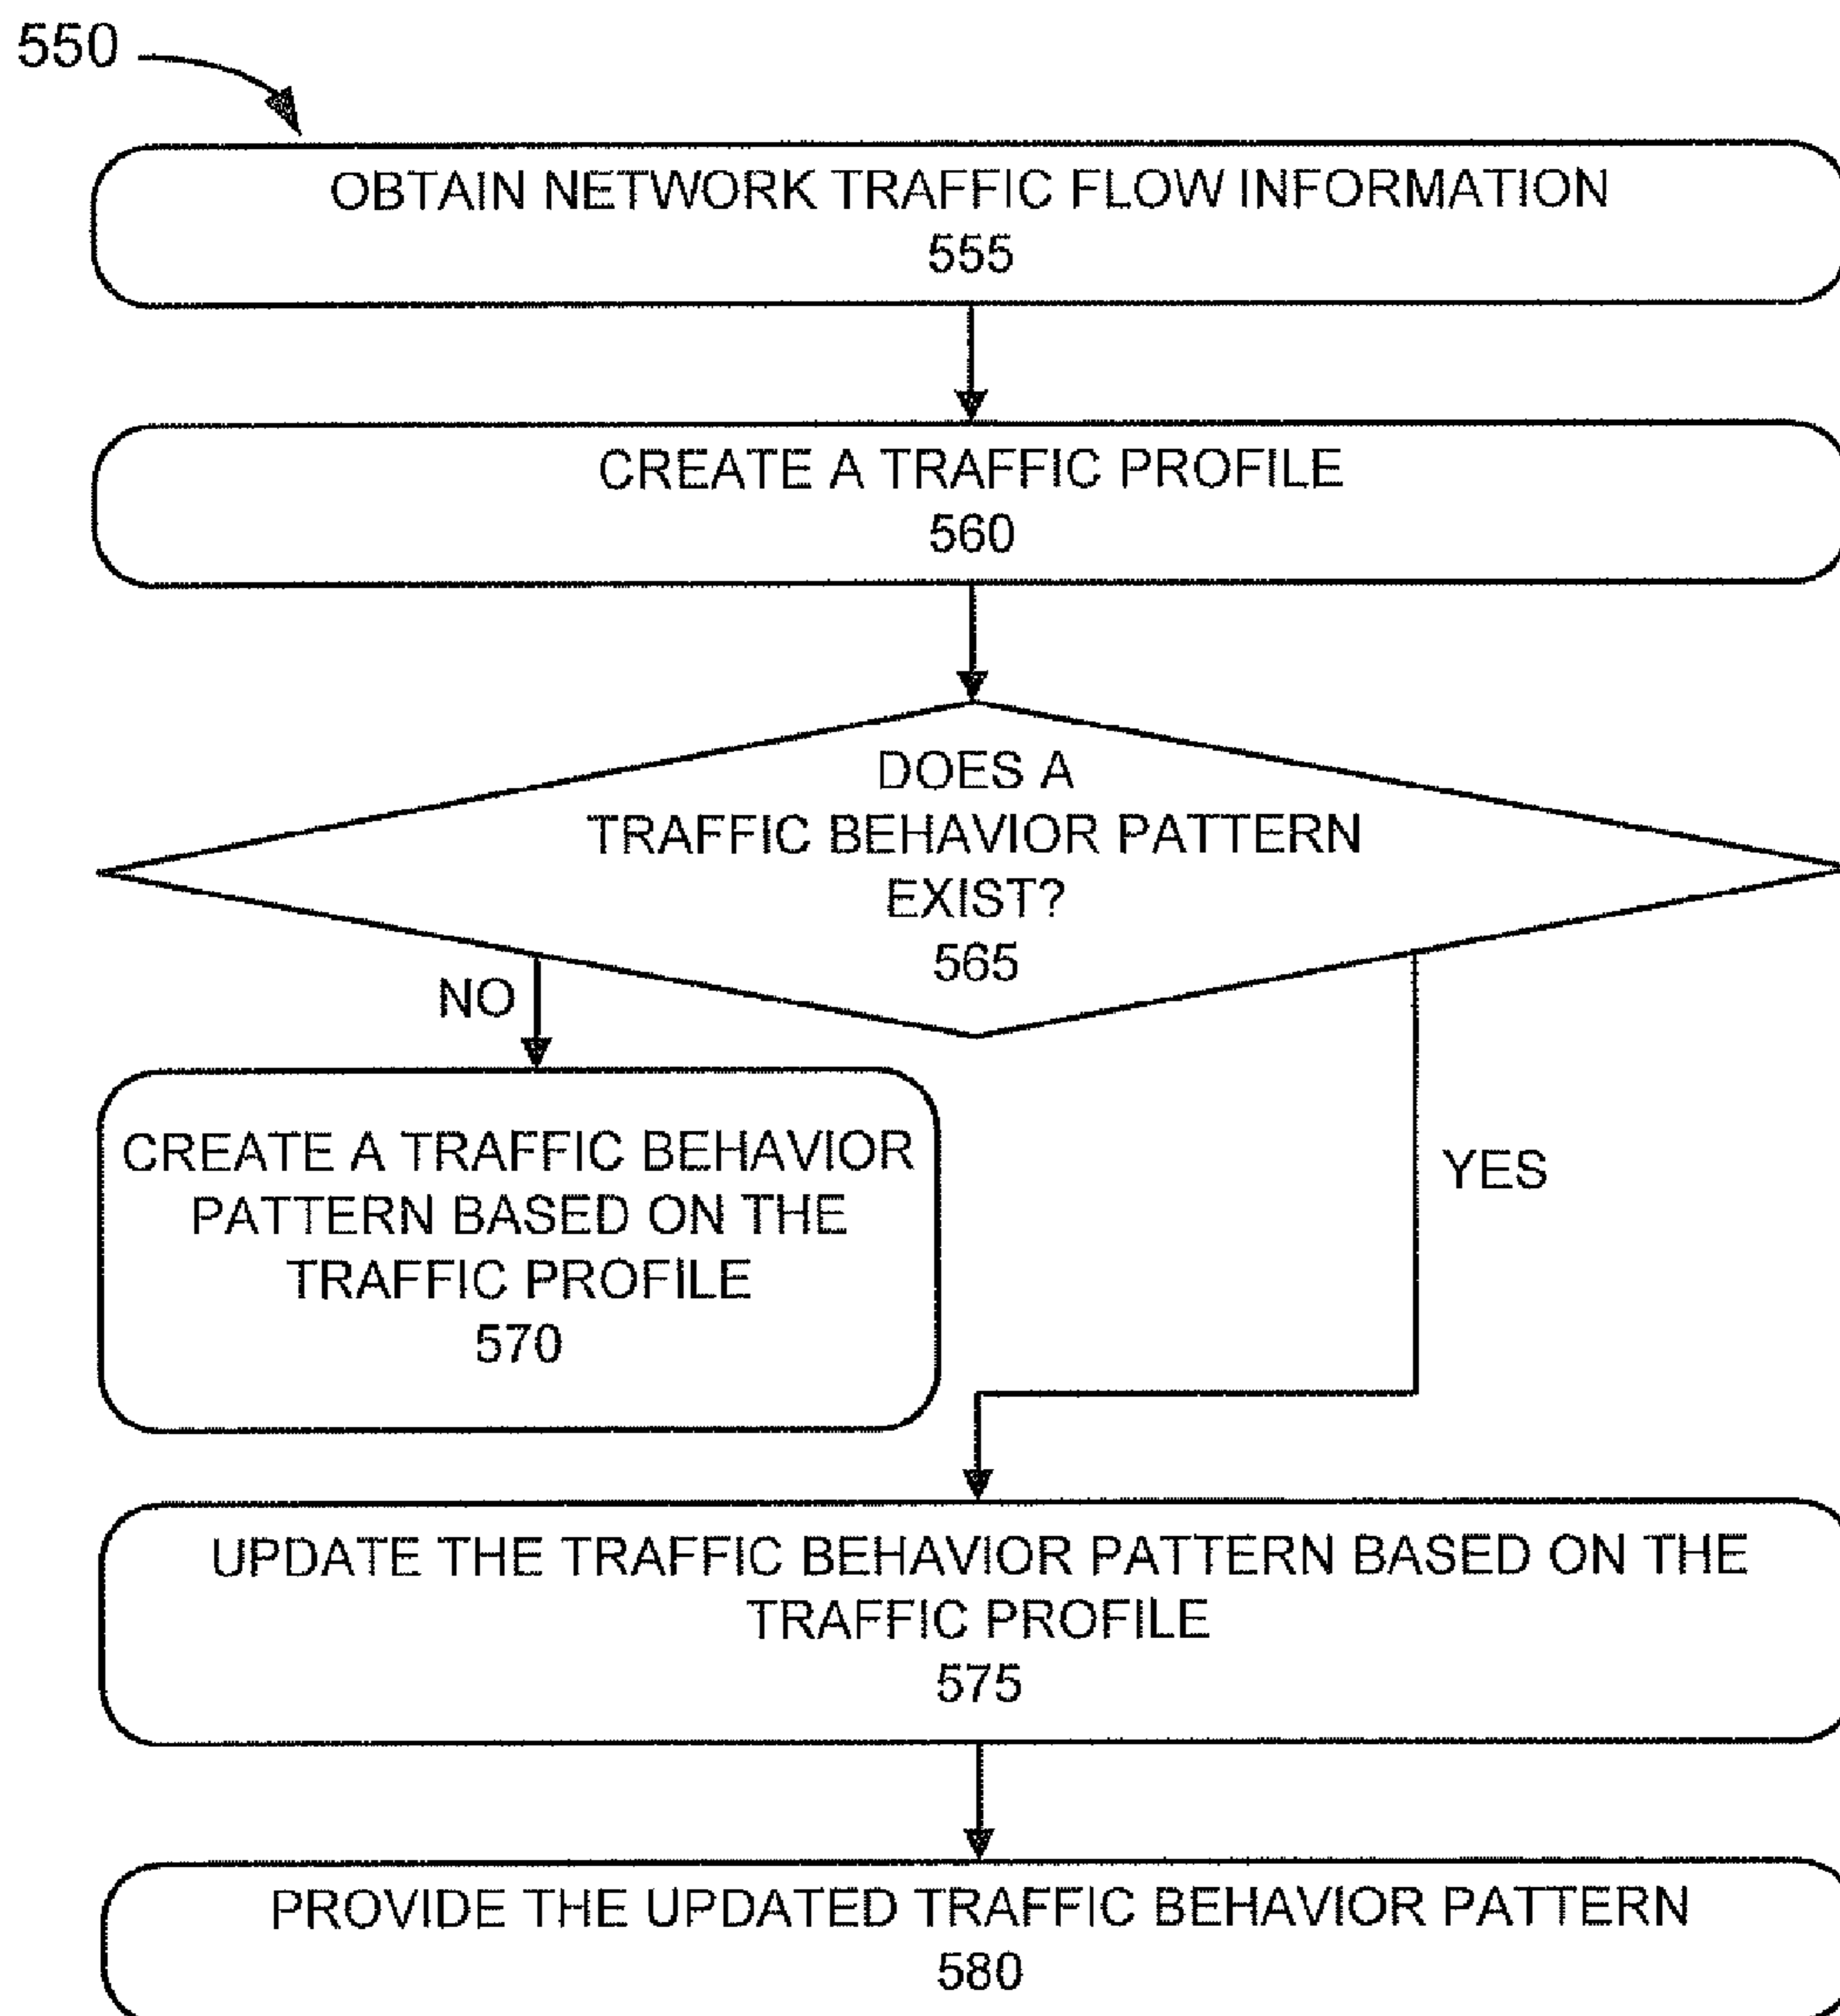 550
OBTAIN NETWORK TRAFFIC FLOW INFORMATION
555
CREATE A TRAFFIC PROFILE
560
DOES A
TRAFFIC BEHAVIOR PATTERN
EXIST?
565
NO
YES
CREATE A TRAFFIC BEHAVIOR
PATTERN BASED ON THE
TRAFFIC PROFILE
570
UPDATE THE TRAFFIC BEHAVIOR PATTERN BASED ON THE
TRAFFIC PROFILE
575
PROVIDE THE UPDATED TRAFFIC BEHAVIOR PATTERN
580